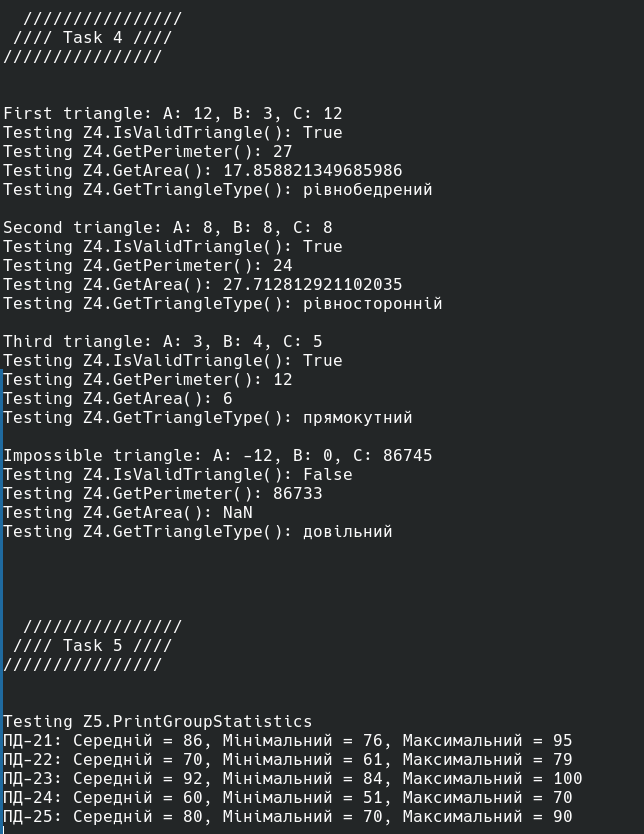 ////////////////
//// Task 4 ////
////////////////
First triangle: A: 12, B: 3, C: 12
Testing Z4.IsValidTriangle(): True
Testing Z4.GetPerimeter(): 27
Testing Z4.GetArea(): 17.858821349685986
Testing Z4.GetTriangleType(): рівнобедрений
Second triangle: A: 8, B: 8, C: 8
Testing Z4.IsValidTriangle(): True
Testing Z4.GetPerimeter(): 24
Testing Z4.GetArea(): 27.712812921102035
Testing Z4.GetTriangleType(): рівносторонній
Third triangle: A: 3, B: 4, C: 5
Testing Z4.IsValidTriangle(): True
Testing Z4.GetPerimeter(): 12
Testing Z4.GetArea(): 6
Testing Z4.GetTriangleType(): прямокутний
Impossible triangle: A: -12, B: 0, C: 86745
Testing Z4.IsValidTriangle(): False
Testing Z4.GetPerimeter(): 86733
Testing Z4.GetArea(): NaN
Testing Z4.GetTriangleType(): довільний
////////////////
//// Task 5 ////
////////////////
Testing Z5.PrintGroupStatistics
ПД-21: Середній = 86, Мінімальний = 76, Максимальний = 95
ПД-22: Середній = 70, Мінімальний = 61, Максимальний = 79
ПД-23: Середній = 92, Мінімальний = 84, Максимальний = 100
ПД-24: Середній = 60, Мінімальний = 51, Максимальний = 70
ПД-25: Середній = 80, Мінімальний = 70, Максимальний = 90